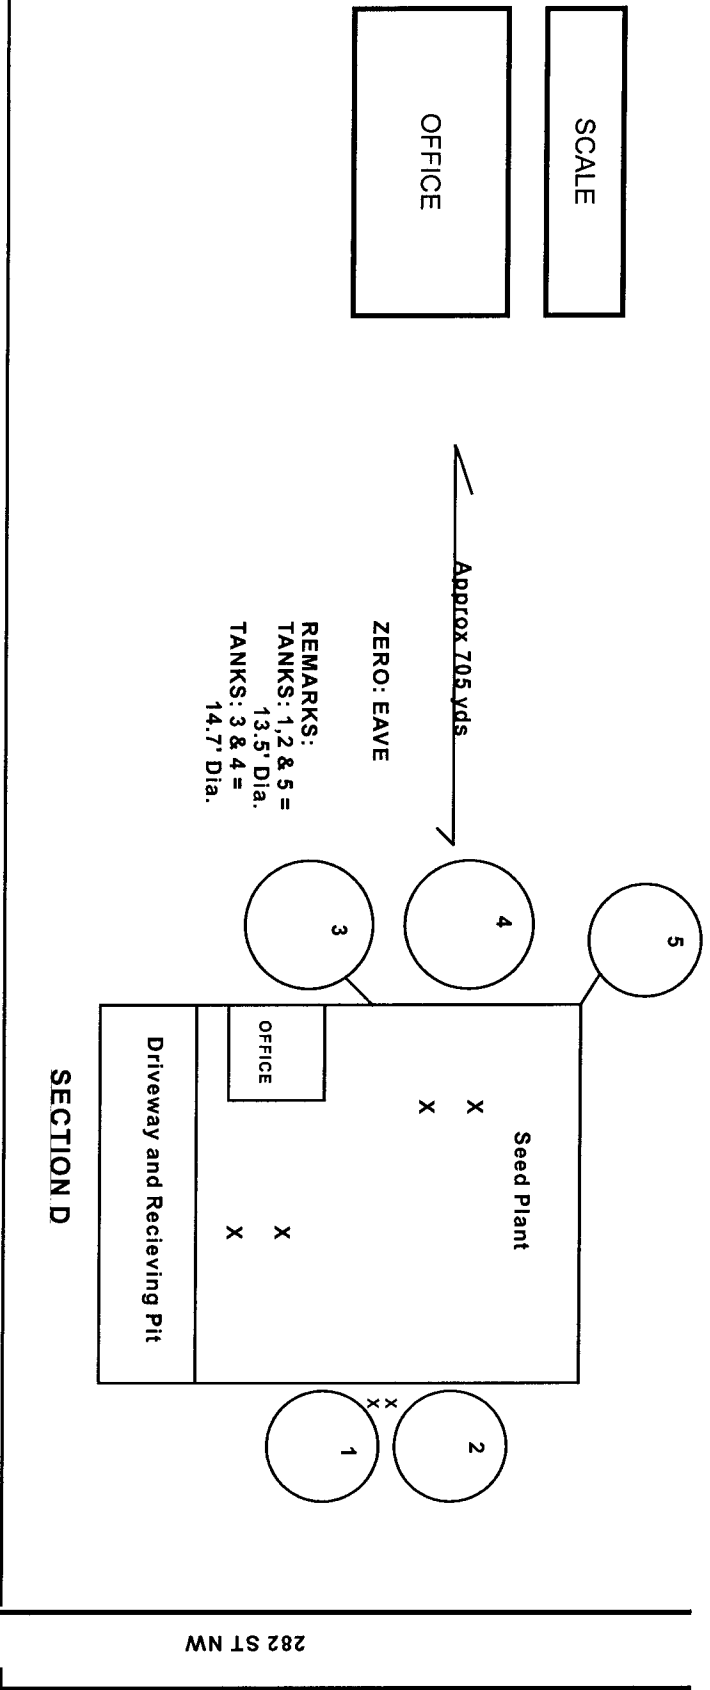 SCALE
OFFICE
Approx 705 yds
ZERO: EAVE
REMARKS:
TANKS: 1,2 & 5 =
13.5' Dia.
TANKS: 3 & 4 =
14.7' Dia.
5
4
3
Seed Plant
X
X
OFFICE
X
X
Driveway and Recieving Pit
X
X
2
1
SECTION D
282 ST NW